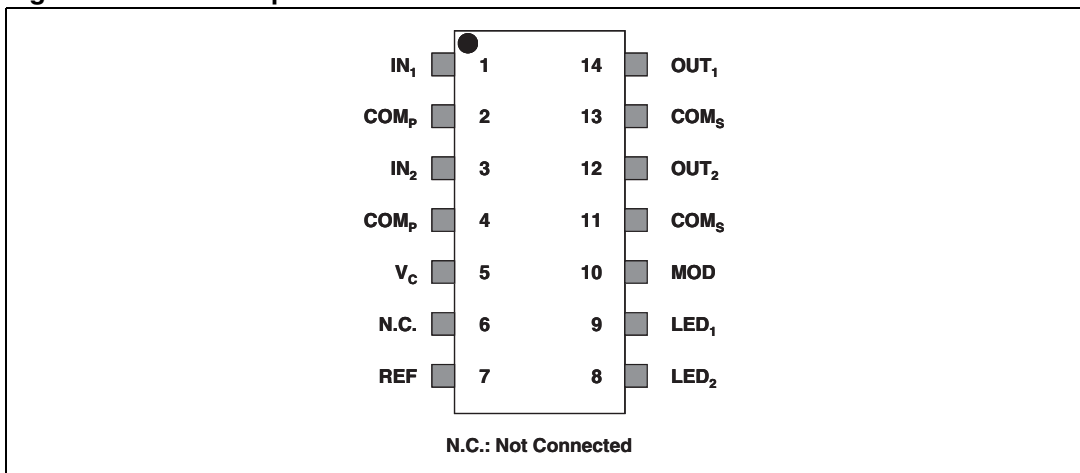 IN₁ 1 14 OUT₁
COMₚ 2 13 COMₛ
IN₂ 3 12 OUT₂
COMₚ 4 11 COMₛ
V_C 5 10 MOD
N.C. 6 9 LED₁
REF 7 8 LED₂
N.C.: Not Connected